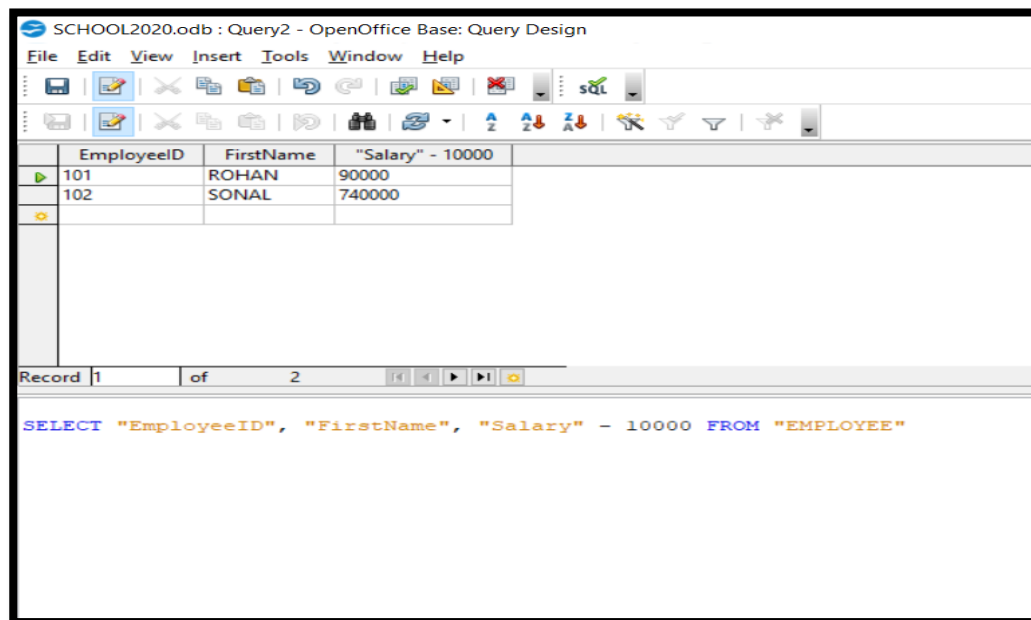 SCHOOL2020.odb : Query2 - OpenOffice Base: Query Design
File Edit View Insert Tools Window Help
SQL
EmployeeID FirstName "Salary" - 10000
101 ROHAN 90000
102 SONAL 740000
Record 1 of 2
SELECT "EmployeeID", "FirstName", "Salary" - 10000 FROM "EMPLOYEE"